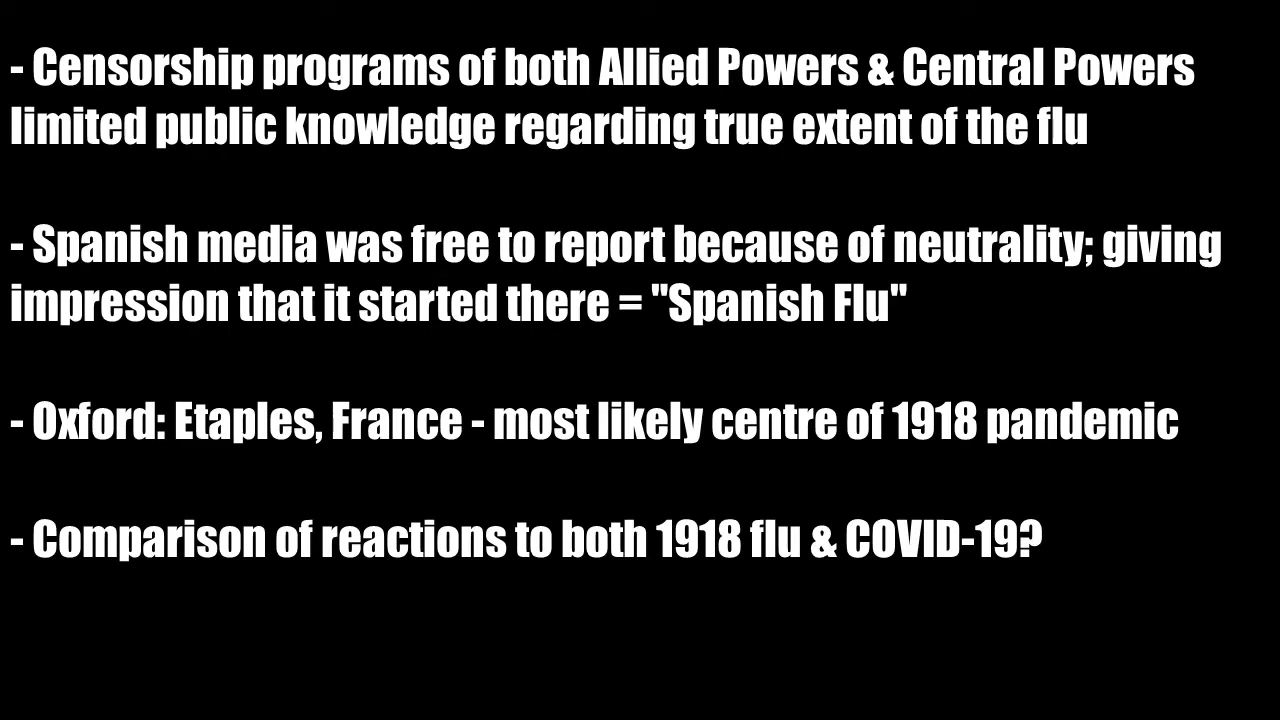 - Censorship programs of both Allied Powers & Central Powers
limited public knowledge regarding true extent of the flu
- Spanish media was free to report because of neutrality; giving
impression that it started there = "Spanish Flu"
- Oxford: Etaples, France - most likely centre of 1918 pandemic
- Comparison of reactions to both 1918 flu & COVID-19?